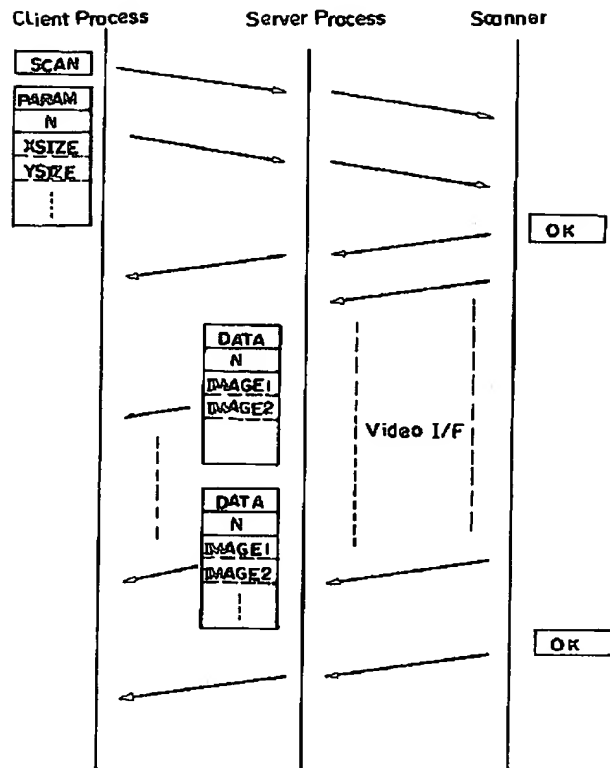 Client Process Server Process Scanner
SCAN
PARAM
N
XSIZE
YSIZE
OK
DATA
N
IMAGE1
IMAGE2
Video I/F
DATA
N
IMAGE1
IMAGE2
OK